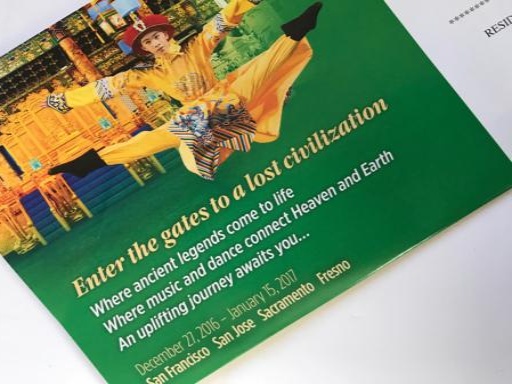 RESID
Enter the gates to a lost civilization
Where ancient legends come to life
Where music and dance connect Heaven and Earth
An uplifting journey awaits you...
December 27, 2016 – January 15, 2017
San Francisco San Jose Sacramento Fresno